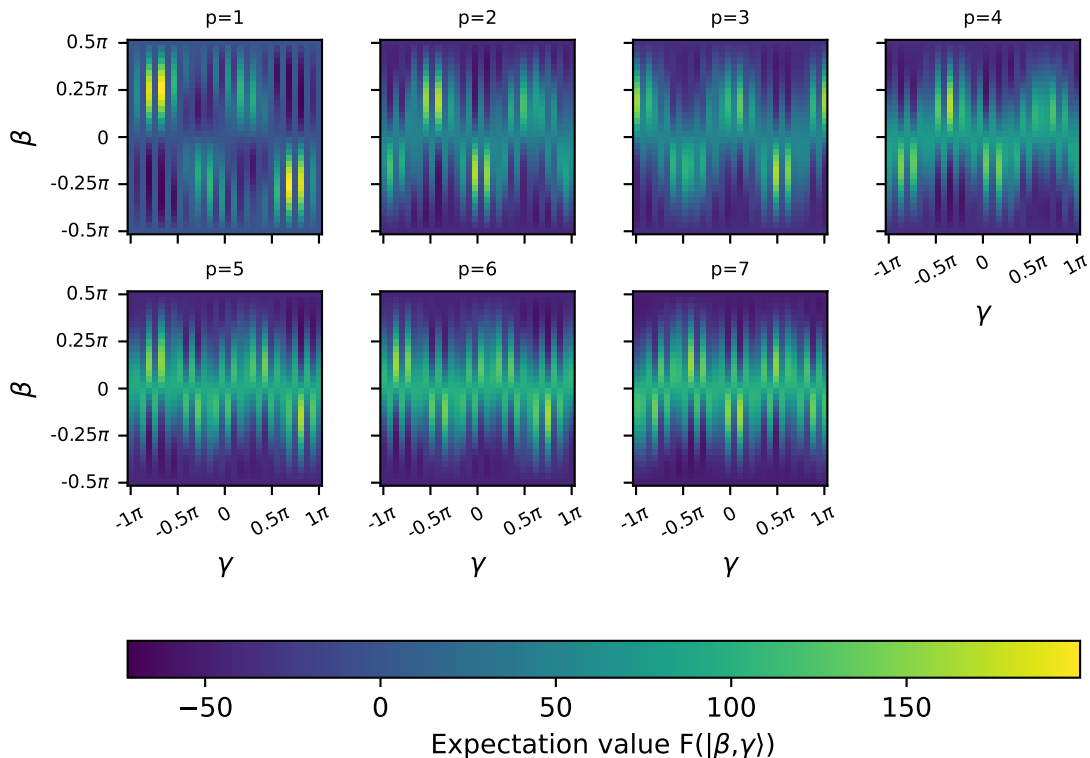 p=1 p=2 p=3 p=4
0.5π
0.25π
0
-0.25π
-0.5π
β
-1π -0.5π 0 0.5π 1π
γ
p=5 p=6 p=7
0.5π
0.25π
0
-0.25π
-0.5π
β
-1π -0.5π 0 0.5π 1π -1π -0.5π 0 0.5π 1π -1π -0.5π 0 0.5π 1π
γ γ γ
−50 0 50 100 150
Expectation value F(|β,γ⟩)